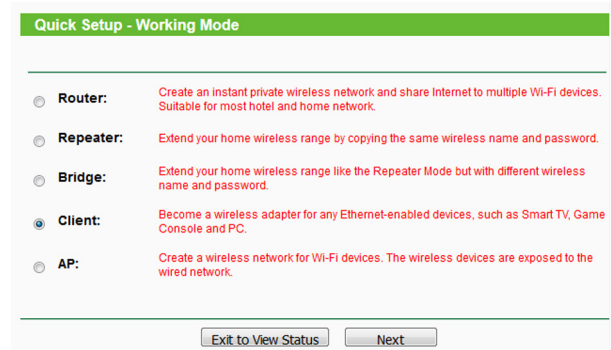 Quick Setup - Working Mode
Router:
Create an instant private wireless network and share Internet to multiple Wi-Fi devices.
Suitable for most hotel and home network.
Repeater:
Extend your home wireless range by copying the same wireless name and password.
Bridge:
Extend your home wireless range like the Repeater Mode but with different wireless
name and password.
Client:
Become a wireless adapter for any Ethernet-enabled devices, such as Smart TV, Game
Console and PC.
AP:
Create a wireless network for Wi-Fi devices. The wireless devices are exposed to the
wired network.
Exit to View Status
Next